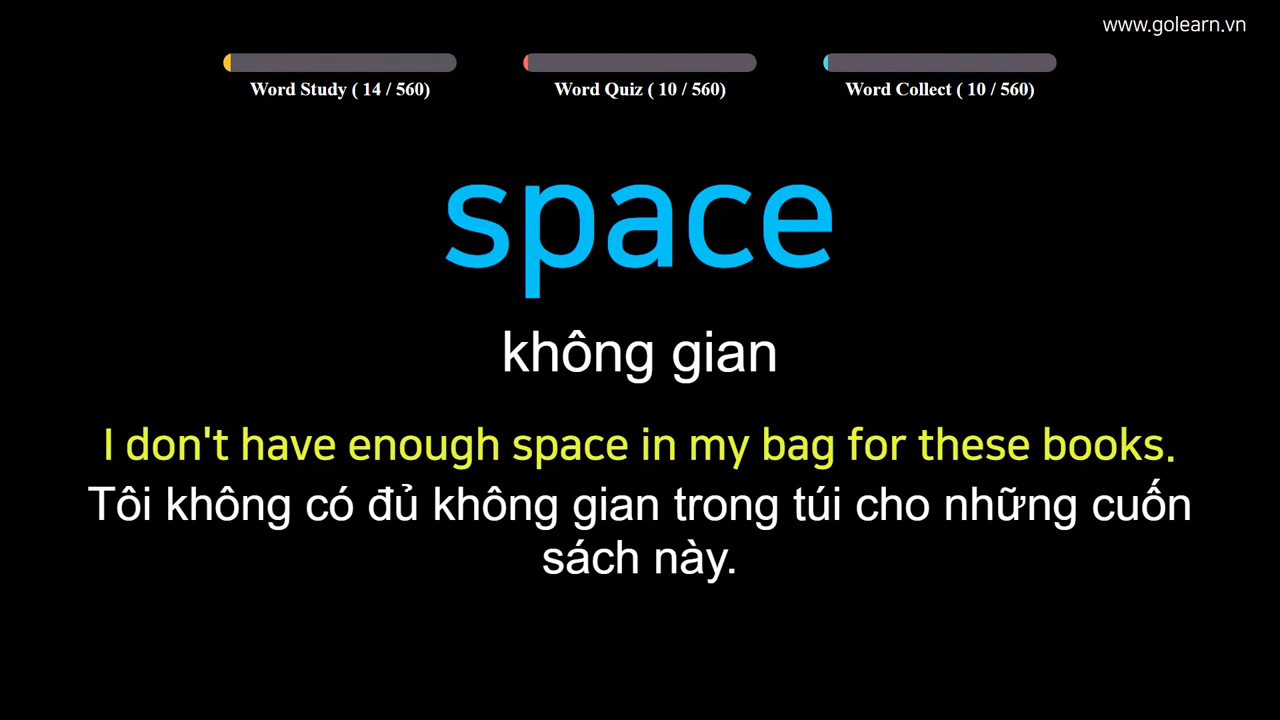 www.golearn.vn
Word Study ( 14 / 560)
Word Quiz ( 10 / 560)
Word Collect ( 10 / 560)
space
không gian
I don't have enough space in my bag for these books.
Tôi không có đủ không gian trong túi cho những cuốn
sách này.